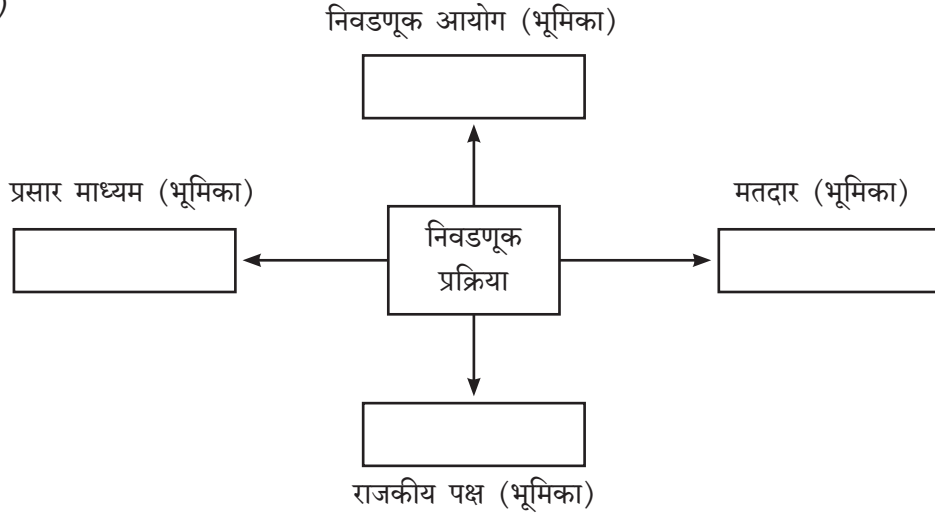 निवडणूक आयोग (भूमिका)
प्रसार माध्यम (भूमिका)
मतदार (भूमिका)
निवडणूक
प्रक्रिया
राजकीय पक्ष (भूमिका)